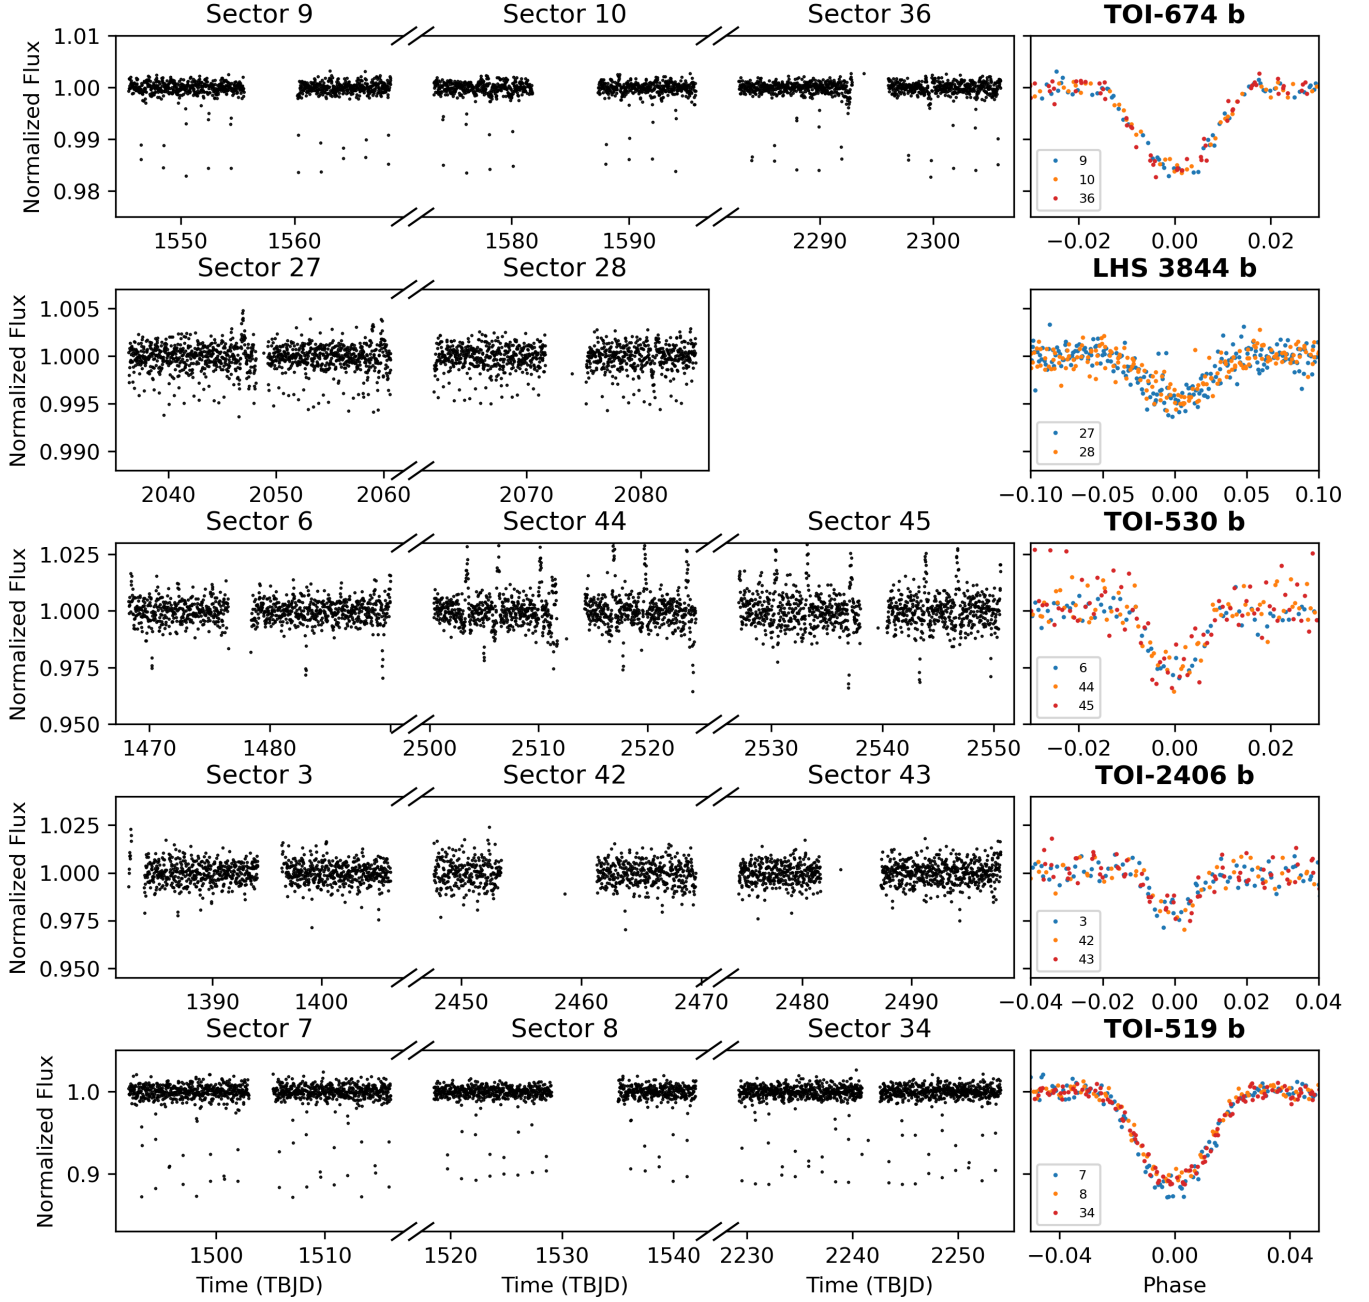 Sector 9 Sector 10 Sector 36 TOI-674 b
Normalized Flux
1.01
1.00
0.99
0.98
9
10
36
1550 1560 1580 1590 2290 2300 −0.02 0.00 0.02
Sector 27 Sector 28 LHS 3844 b
Normalized Flux
1.005
1.000
0.995
0.990
27
28
2040 2050 2060 2070 2080 −0.10 −0.05 0.00 0.05 0.10
Sector 6 Sector 44 Sector 45 TOI-530 b
Normalized Flux
1.025
1.000
0.975
0.950
6
44
45
1470 1480 2500 2510 2520 2530 2540 2550 −0.02 0.00 0.02
Sector 3 Sector 42 Sector 43 TOI-2406 b
Normalized Flux
1.025
1.000
0.975
0.950
3
42
43
1390 1400 2450 2460 2470 2480 2490 −0.04 −0.02 0.00 0.02 0.04
Sector 7 Sector 8 Sector 34 TOI-519 b
Normalized Flux
1.0
0.9
7
8
34
1500 1510 1520 1530 1540 2230 2240 2250 −0.04 0.00 0.04
Time (TBJD) Time (TBJD) Time (TBJD) Phase